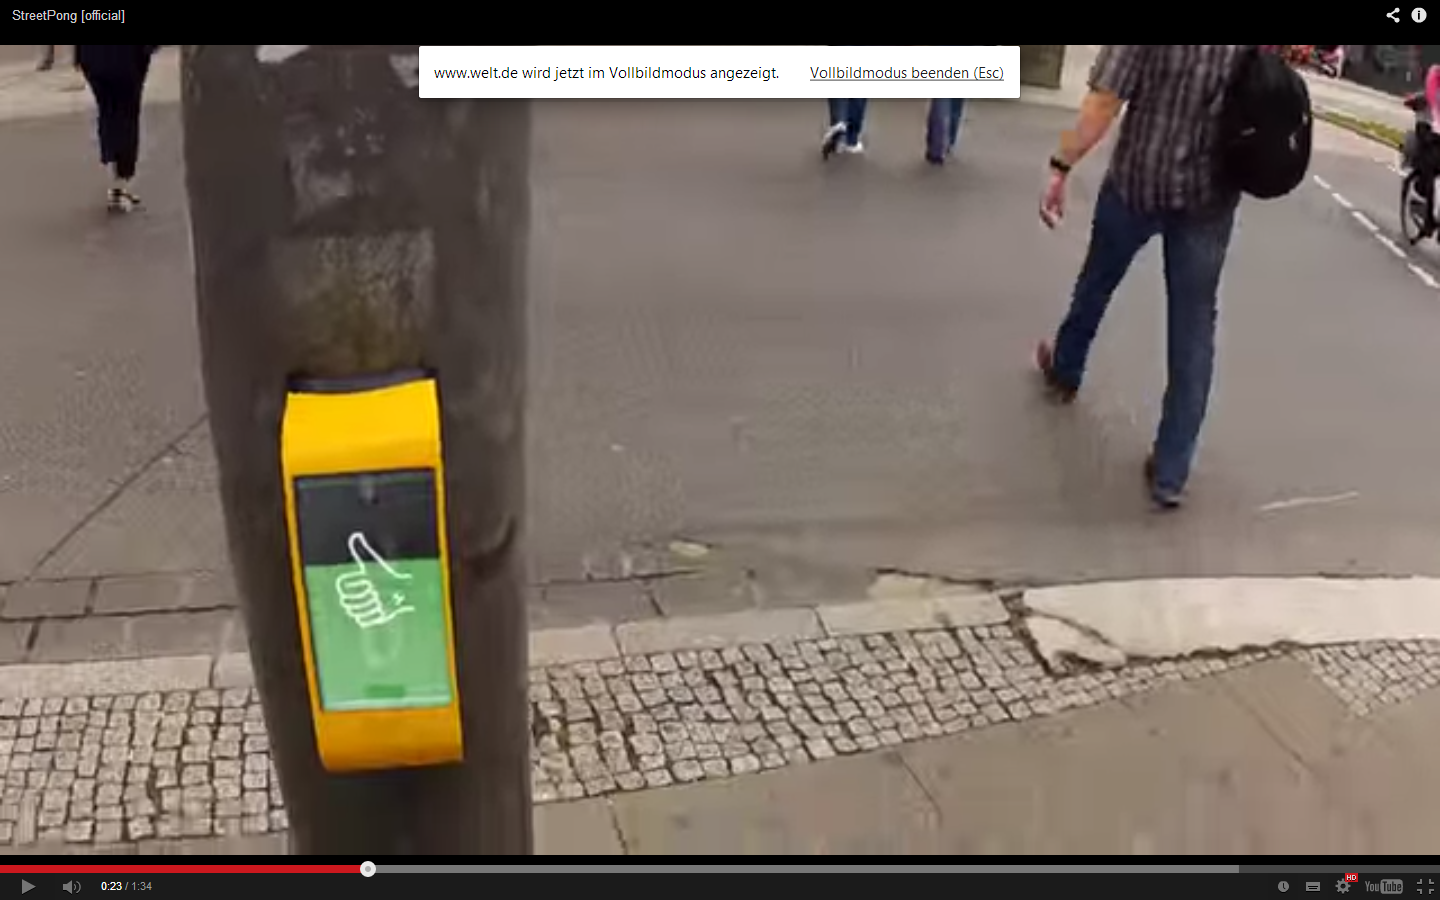 StreetPong [official]
www.welt.de wird jetzt im Vollbildmodus angezeigt. Vollbildmodus beenden (Esc)
0:23 / 1:34
HD
YouTube